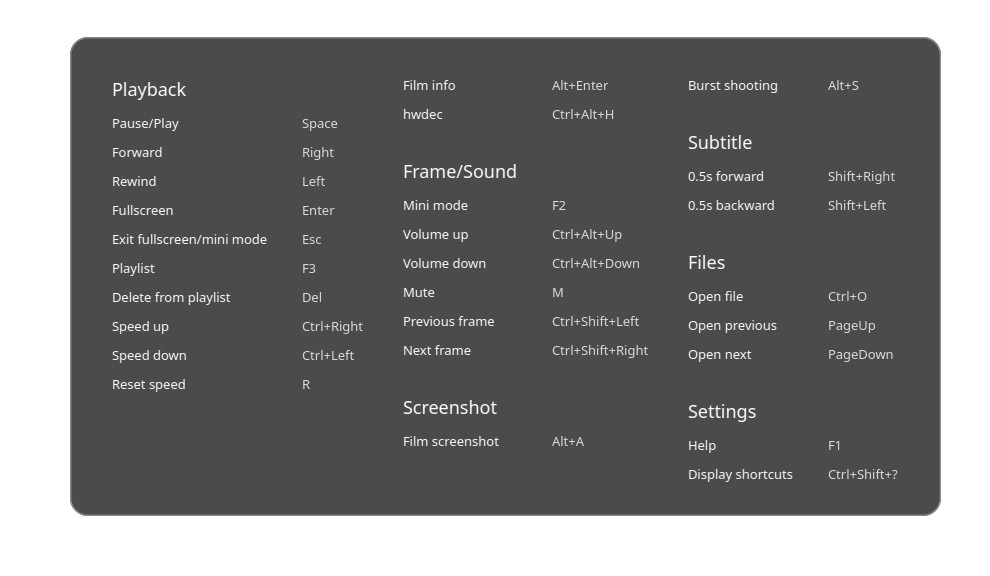 Playback
Pause/Play Space
Forward Right
Rewind Left
Fullscreen Enter
Exit fullscreen/mini mode Esc
Playlist F3
Delete from playlist Del
Speed up Ctrl+Right
Speed down Ctrl+Left
Reset speed R
Film info Alt+Enter
hwdec Ctrl+Alt+H
Frame/Sound
Mini mode F2
Volume up Ctrl+Alt+Up
Volume down Ctrl+Alt+Down
Mute M
Previous frame Ctrl+Shift+Left
Next frame Ctrl+Shift+Right
Screenshot
Film screenshot Alt+A
Burst shooting Alt+S
Subtitle
0.5s forward Shift+Right
0.5s backward Shift+Left
Files
Open file Ctrl+O
Open previous PageUp
Open next PageDown
Settings
Help F1
Display shortcuts Ctrl+Shift+?